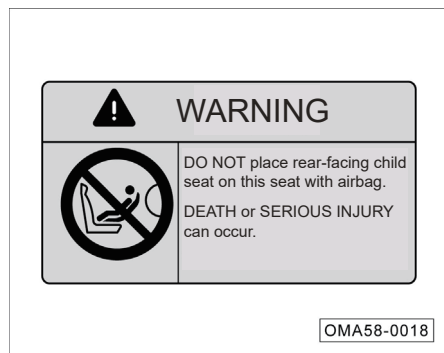 WARNING
DO NOT place rear-facing child
seat on this seat with airbag.
DEATH or SERIOUS INJURY
can occur.
OMA58-0018